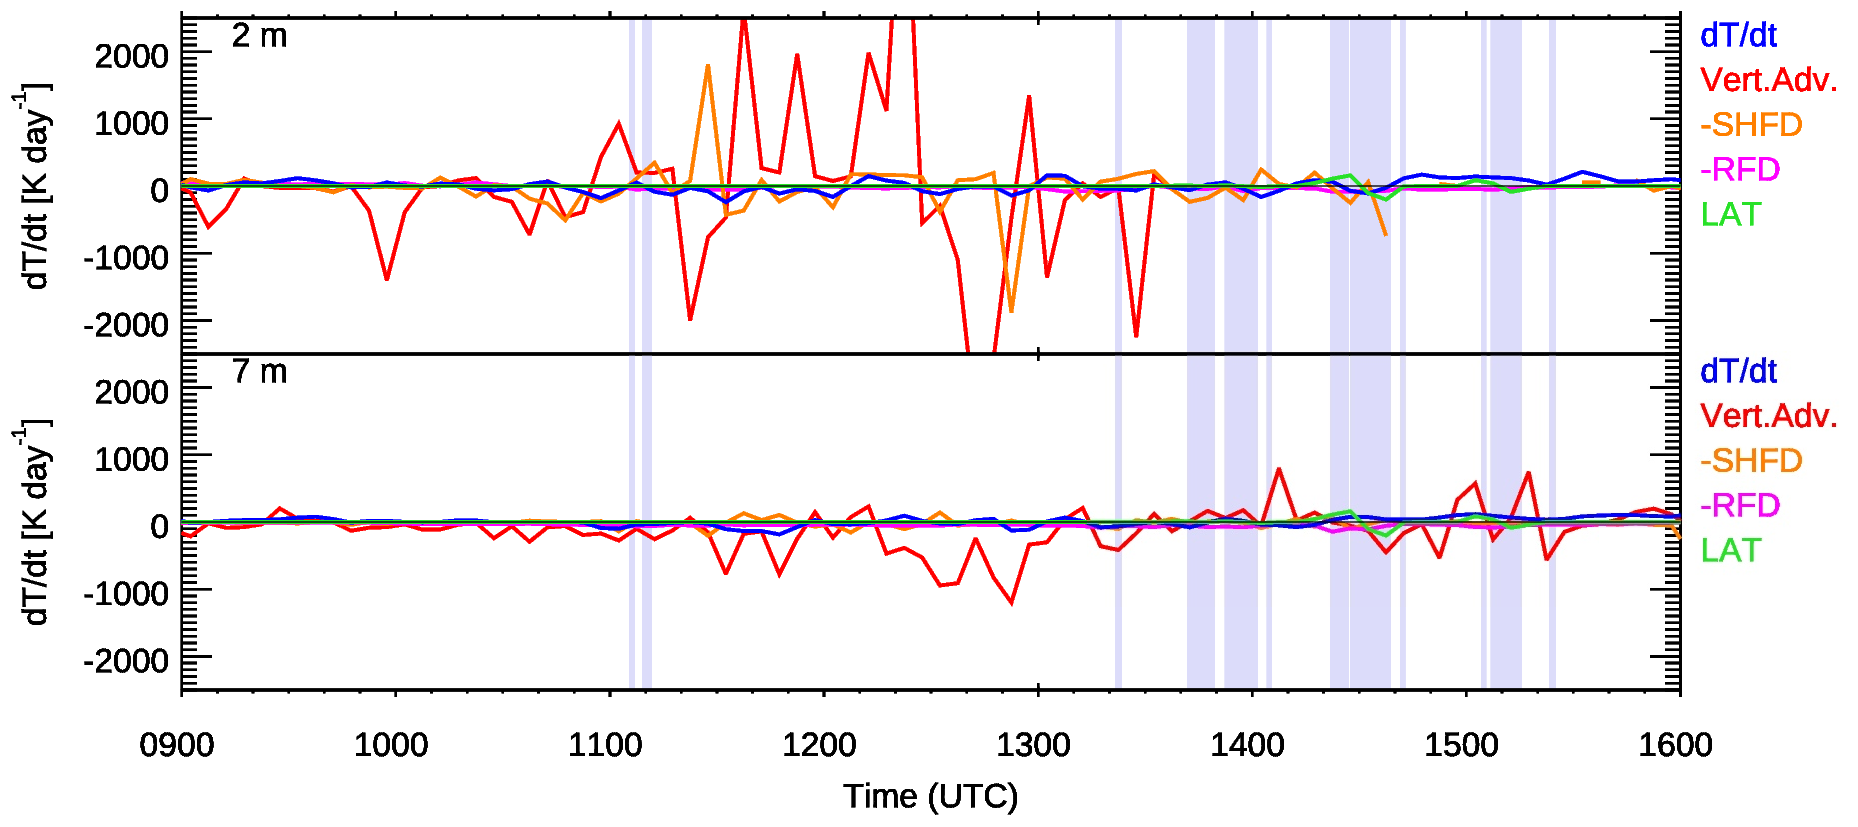 2 m
2000
1000
0
-1000
-2000
dT/dt [K day-1]
dT/dt
Vert.Adv.
-SHFD
-RFD
LAT
7 m
2000
1000
0
-1000
-2000
dT/dt [K day-1]
dT/dt
Vert.Adv.
-SHFD
-RFD
LAT
0900 1000 1100 1200 1300 1400 1500 1600
Time (UTC)